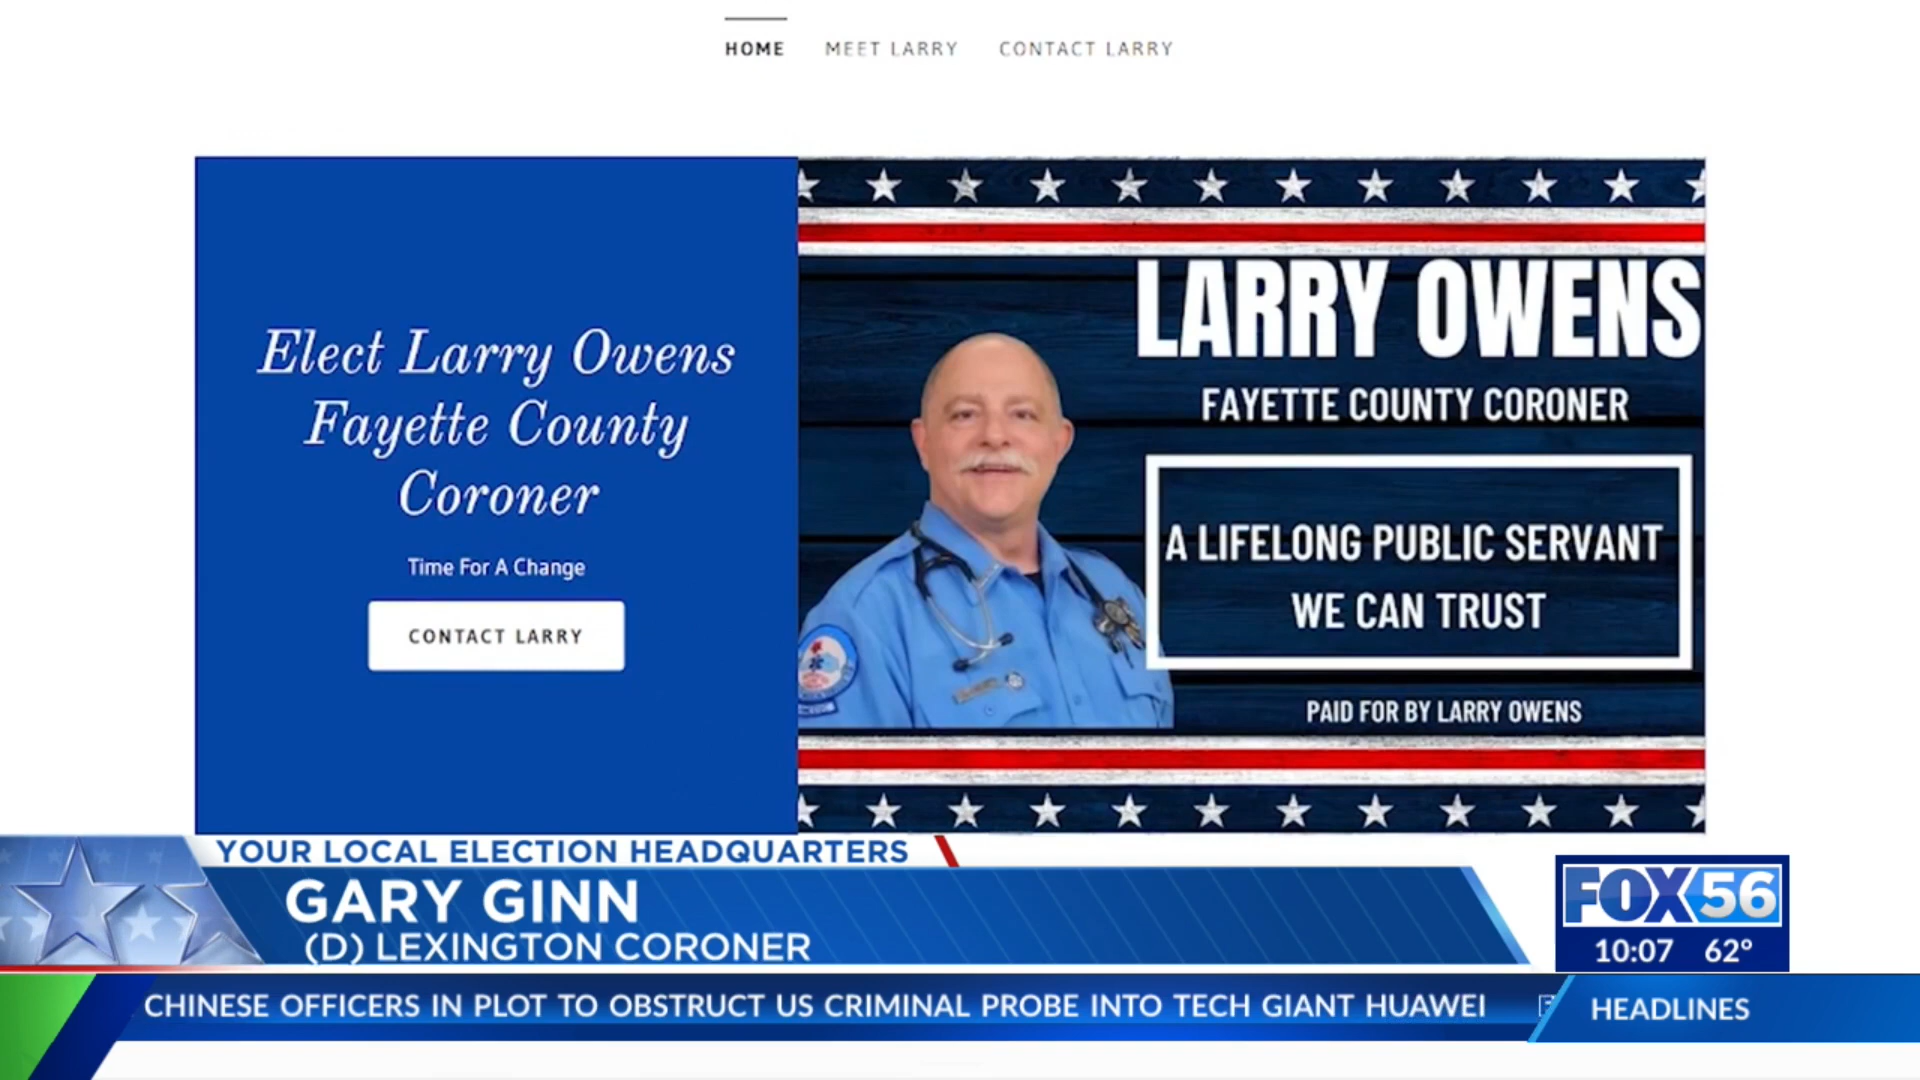 HOME MEET LARRY CONTACT LARRY
Elect Larry Owens
Fayette County
Coroner
Time For A Change
CONTACT LARRY
LARRY OWENS
FAYETTE COUNTY CORONER
A LIFELONG PUBLIC SERVANT
WE CAN TRUST
PAID FOR BY LARRY OWENS
YOUR LOCAL ELECTION HEADQUARTERS
GARY GINN
(D) LEXINGTON CORONER
FOX 56
10:07 62°
CHINESE OFFICERS IN PLOT TO OBSTRUCT US CRIMINAL PROBE INTO TECH GIANT HUAWEI
HEADLINES